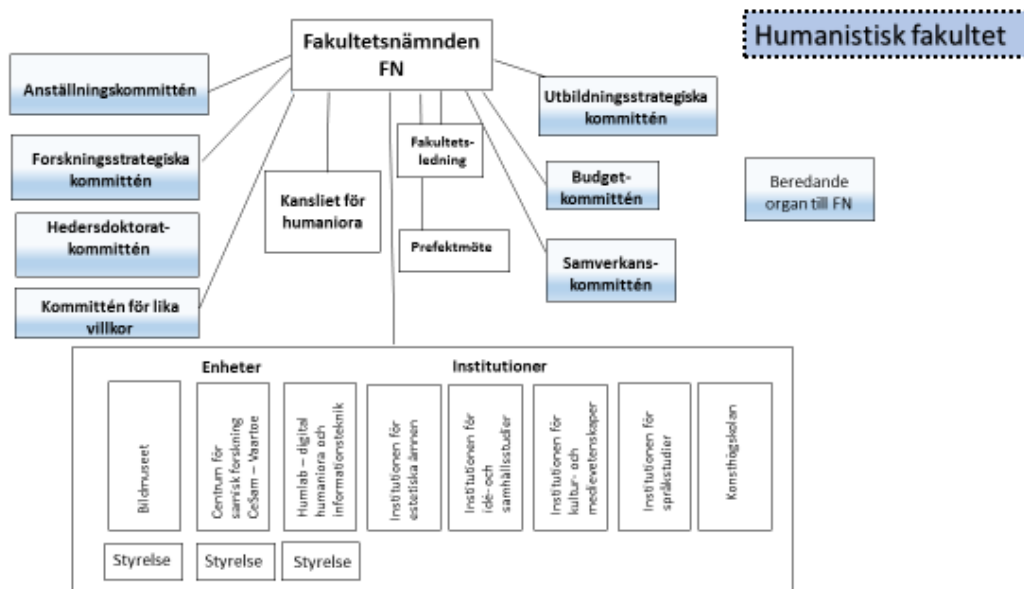 Humanistisk fakultet
Fakultetsnämnden
FN
Anställningskommittén
Forskningsstrategiska
kommittén
Hedersdoktorat-
kommittén
Kommittén för lika
villkor
Kansliet för
humaniora
Fakultets-
ledning
Prefektmöte
Utbildningsstrategiska
kommittén
Budget-
kommittén
Samverkans-
kommittén
Beredande
organ till FN
Enheter
Institutioner
Bildmuseet
Centrum för
samisk forskning
CeSam – Vaartoe
Humlab – digital
humaniora och
informationsteknik
Institutionen för
estetiska ämnen
Institutionen för
idé-och
samhällsstudier
Institutionen för
kultur- och
medievetenskaper
Institutionen för
språkstudier
Konsthögskolan
Styrelse
Styrelse
Styrelse